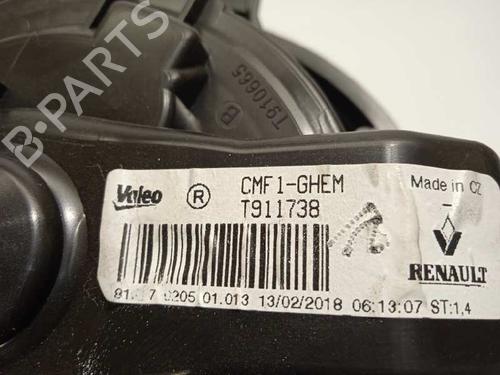 B-PARTS
T910665
B
Valeo ® CMF1-GHEM
T911738
Made in CZ
RENAULT
01.013 13/02/2018 06:13:07 ST:1,4